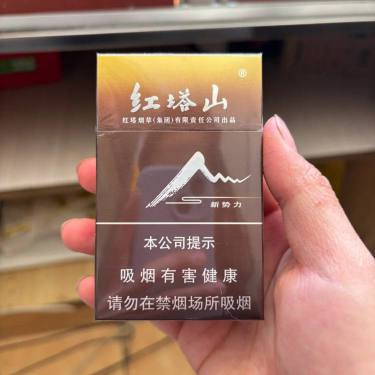 ®
红塔山
红塔烟草(集团)有限责任公司出品
新势力
本公司提示
吸烟有害健康
请勿在禁烟场所吸烟